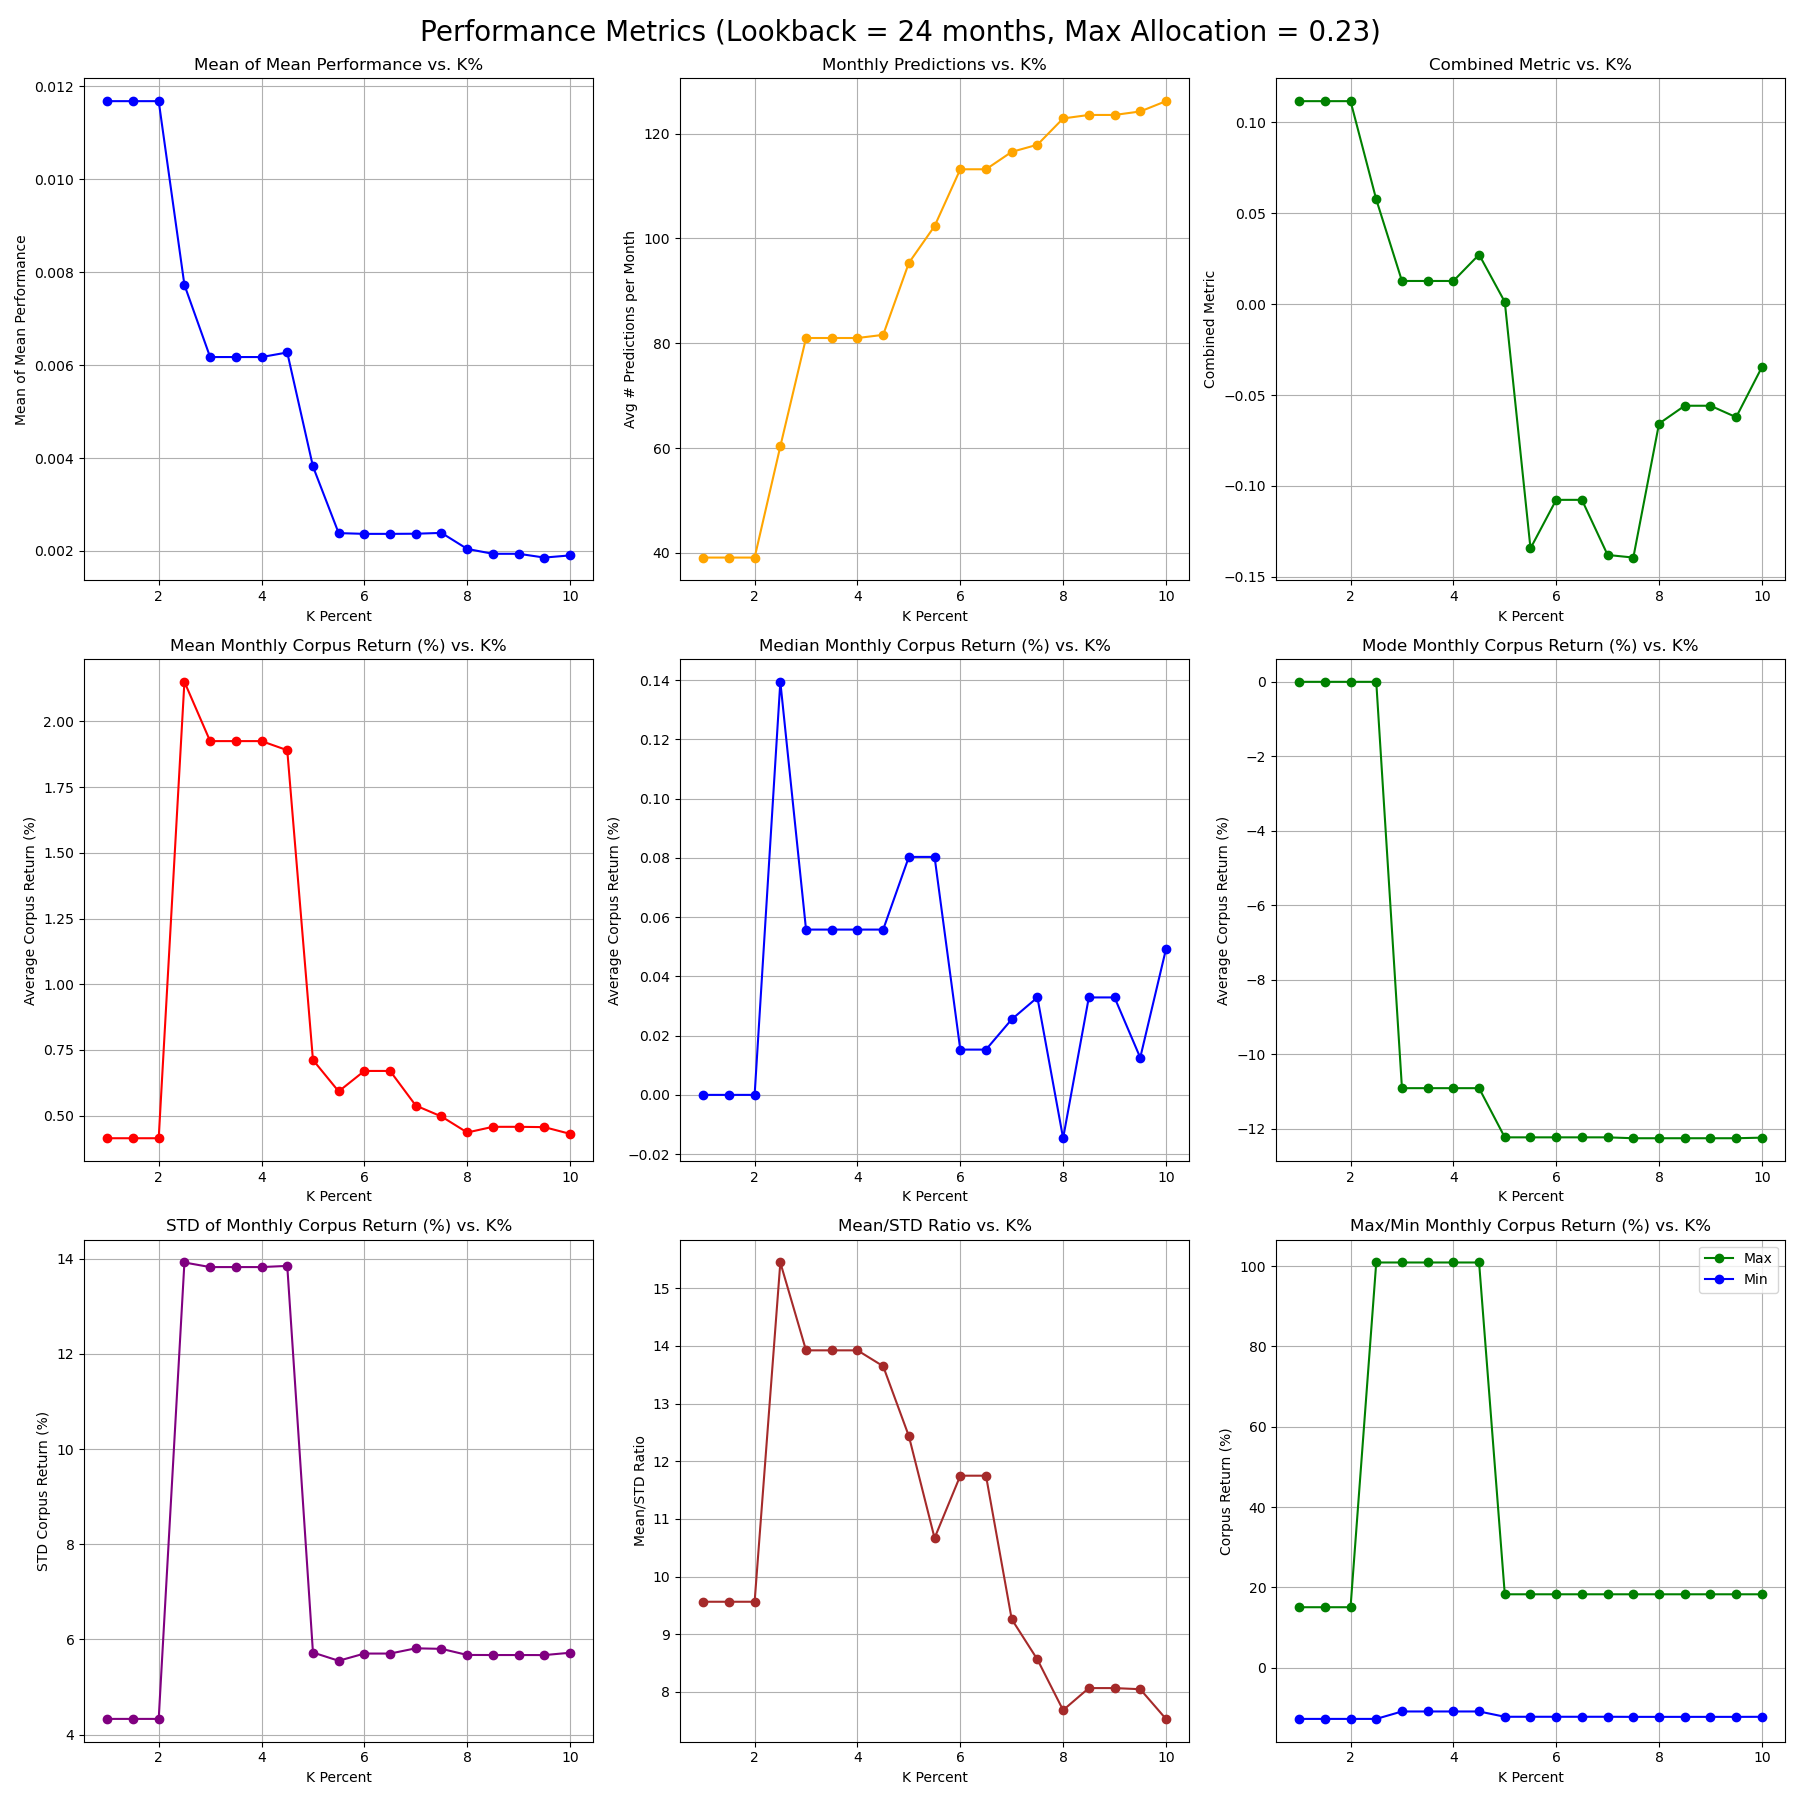 Performance Metrics (Lookback = 24 months, Max Allocation = 0.23)
Mean of Mean Performance vs. K%
Mean of Mean Performance
0.012
0.010
0.008
0.006
0.004
0.002
2 4 6 8 10
K Percent
Monthly Predictions vs. K%
Avg # Predictions per Month
120
100
80
60
40
2 4 6 8 10
K Percent
Combined Metric vs. K%
Combined Metric
0.10
0.05
0.00
−0.05
−0.10
−0.15
2 4 6 8 10
K Percent
Mean Monthly Corpus Return (%) vs. K%
Average Corpus Return (%)
2.00
1.75
1.50
1.25
1.00
0.75
0.50
2 4 6 8 10
K Percent
Median Monthly Corpus Return (%) vs. K%
Average Corpus Return (%)
0.14
0.12
0.10
0.08
0.06
0.04
0.02
0.00
−0.02
2 4 6 8 10
K Percent
Mode Monthly Corpus Return (%) vs. K%
Average Corpus Return (%)
0
−2
−4
−6
−8
−10
−12
2 4 6 8 10
K Percent
STD of Monthly Corpus Return (%) vs. K%
STD Corpus Return (%)
14
12
10
8
6
4
2 4 6 8 10
K Percent
Mean/STD Ratio vs. K%
Mean/STD Ratio
15
14
13
12
11
10
9
8
2 4 6 8 10
K Percent
Max/Min Monthly Corpus Return (%) vs. K%
Corpus Return (%)
100
80
60
40
20
0
Max
Min
2 4 6 8 10
K Percent